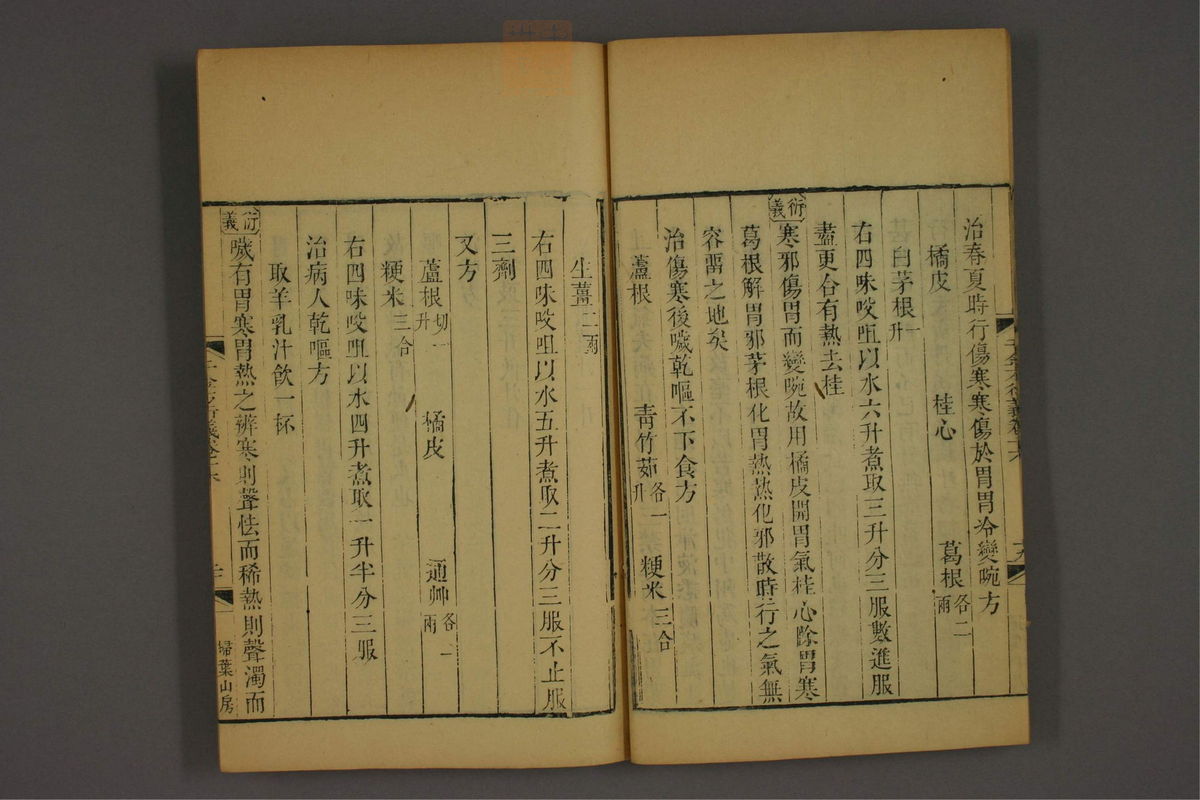 治春夏時行傷寒寒傷於胃胃冷變啘方
橘皮 桂心 葛根各二兩
白茅根一升
右四味㕮咀以水六升煮取三升分三服數進服
盡更合有熱去桂
衍義
寒邪傷胃而變啘故用橘皮開胃氣桂心除胃寒
葛根解胃邪茅根化胃熱熱化邪散時行之氣無
容畱之地矣
治傷寒後噦乾嘔不下食方
蘆根 靑竹茹各一升 粳米三合
生薑二兩
右四味㕮咀以水五升煮取二升分三服不止服
三劑
又方
蘆根切一升 橘皮 通艸各一兩
粳米三合
右四味㕮咀以水四升煮取一升半分三服
治病人乾嘔方
取羊乳汁飮一杯
衍義
噦有胃寒胃熱之辨寒則聲怯而稀熱則聲濁而
掃葉山房